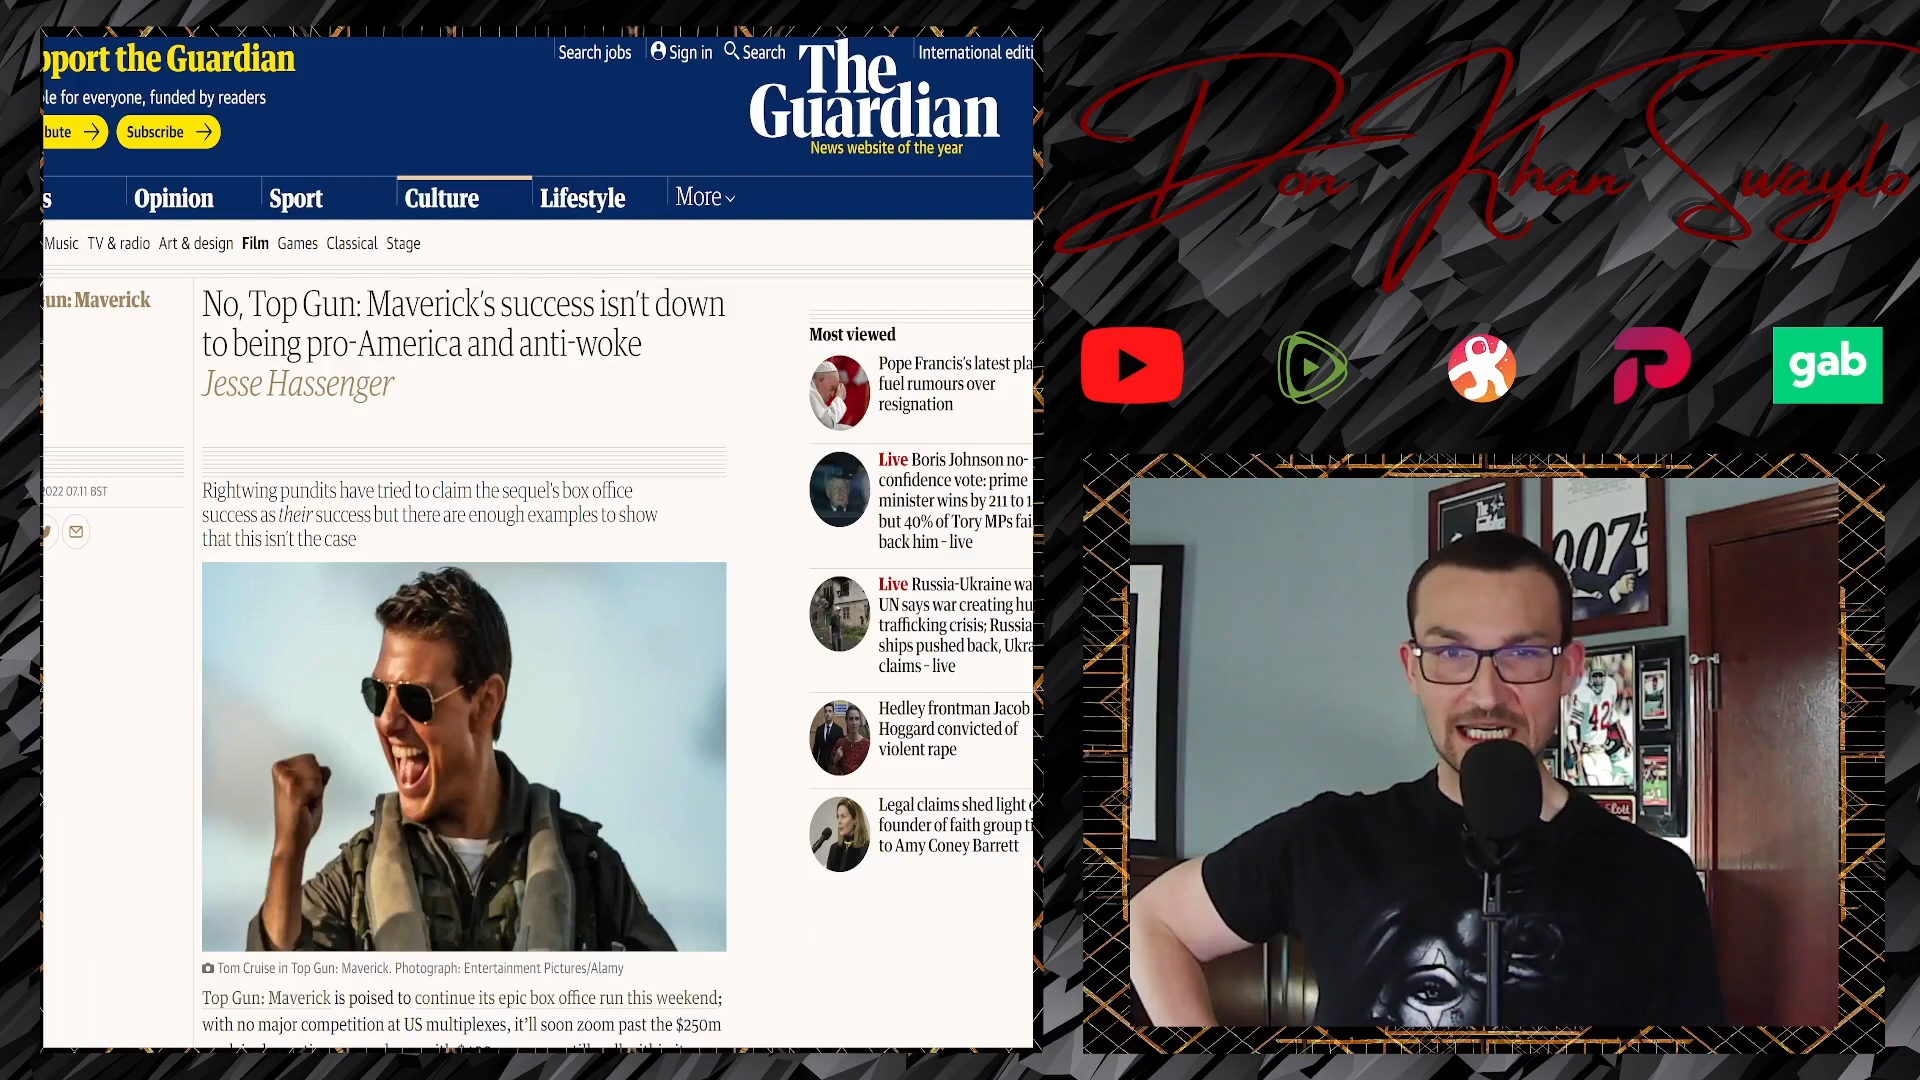 pport the Guardian
le for everyone, funded by readers
bute → Subscribe →
Search jobs Sign in Search International editi
The
Guardian
News website of the year
s Opinion Sport Culture Lifestyle More
Music TV & radio Art & design Film Games Classical Stage
un: Maverick
No, Top Gun: Maverick's success isn't down
to being pro-America and anti-woke
Jesse Hassenger
2022 07.11 BST
Rightwing pundits have tried to claim the sequel's box office
success as their success but there are enough examples to show
that this isn't the case
Tom Cruise in Top Gun: Maverick. Photograph: Entertainment Pictures/Alamy
Top Gun: Maverick is poised to continue its epic box office run this weekend;
with no major competition at US multiplexes, it'll soon zoom past the $250m
Most viewed
Pope Francis's latest pla
fuel rumours over
resignation
Live Boris Johnson no-
confidence vote: prime
minister wins by 211 to 1
but 40% of Tory MPs fai
back him – live
Live Russia-Ukraine wa
UN says war creating hu
trafficking crisis; Russia
ships pushed back, Ukra
claims – live
Hedley frontman Jacob
Hoggard convicted of
violent rape
Legal claims shed light o
founder of faith group ti
to Amy Coney Barrett
Don Khan Swaylo
gab
007
42